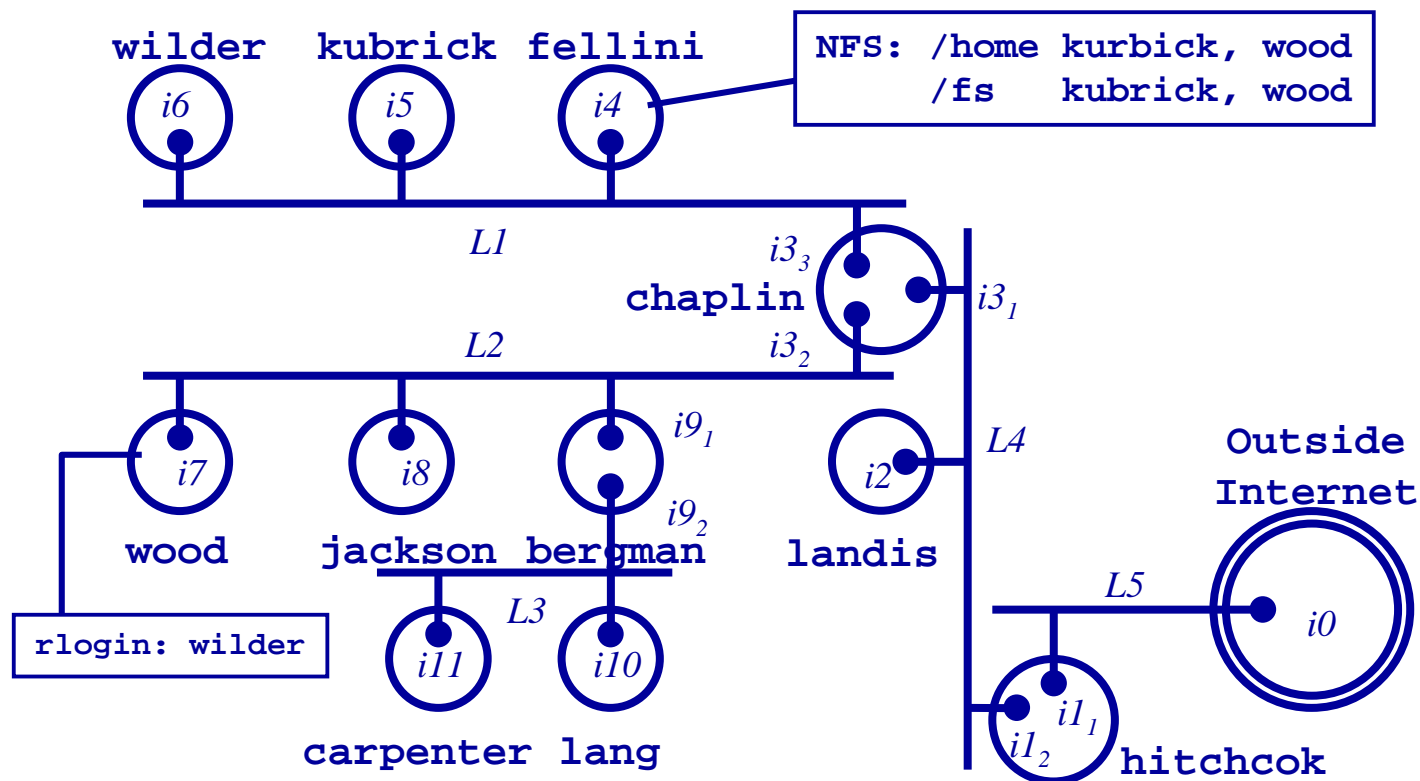 wilder kubrick fellini
NFS: /home kurbick, wood
/fs kubrick, wood
i6 i5 i4
L1
i3₃
chaplin
i3₁
L2 i3₂
i9₁
L4
Outside
Internet
i7 i8 i2
i9₂
wood jackson bergman landis
L5
L3
i0
rlogin: wilder
i11 i10
i1₁
i1₂
carpenter lang
hitchcok